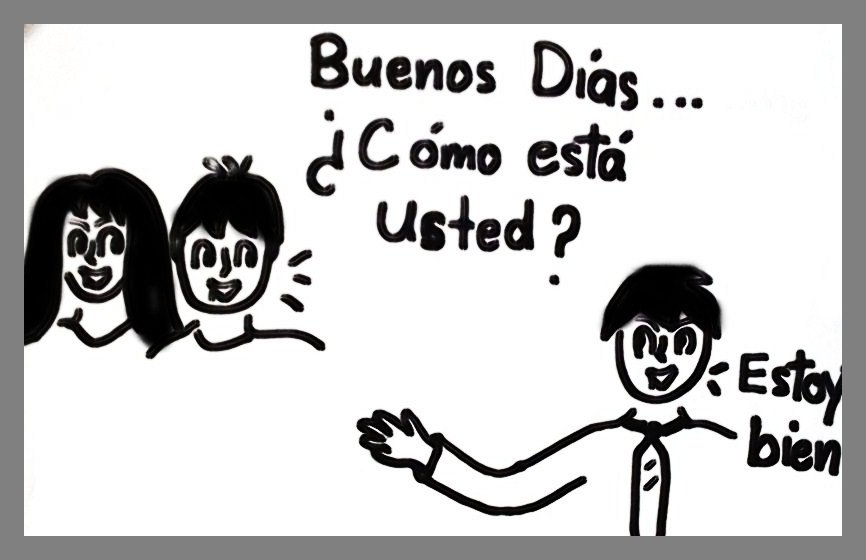 Buenos Días...
¿Cómo está
usted?
Estoy
bien